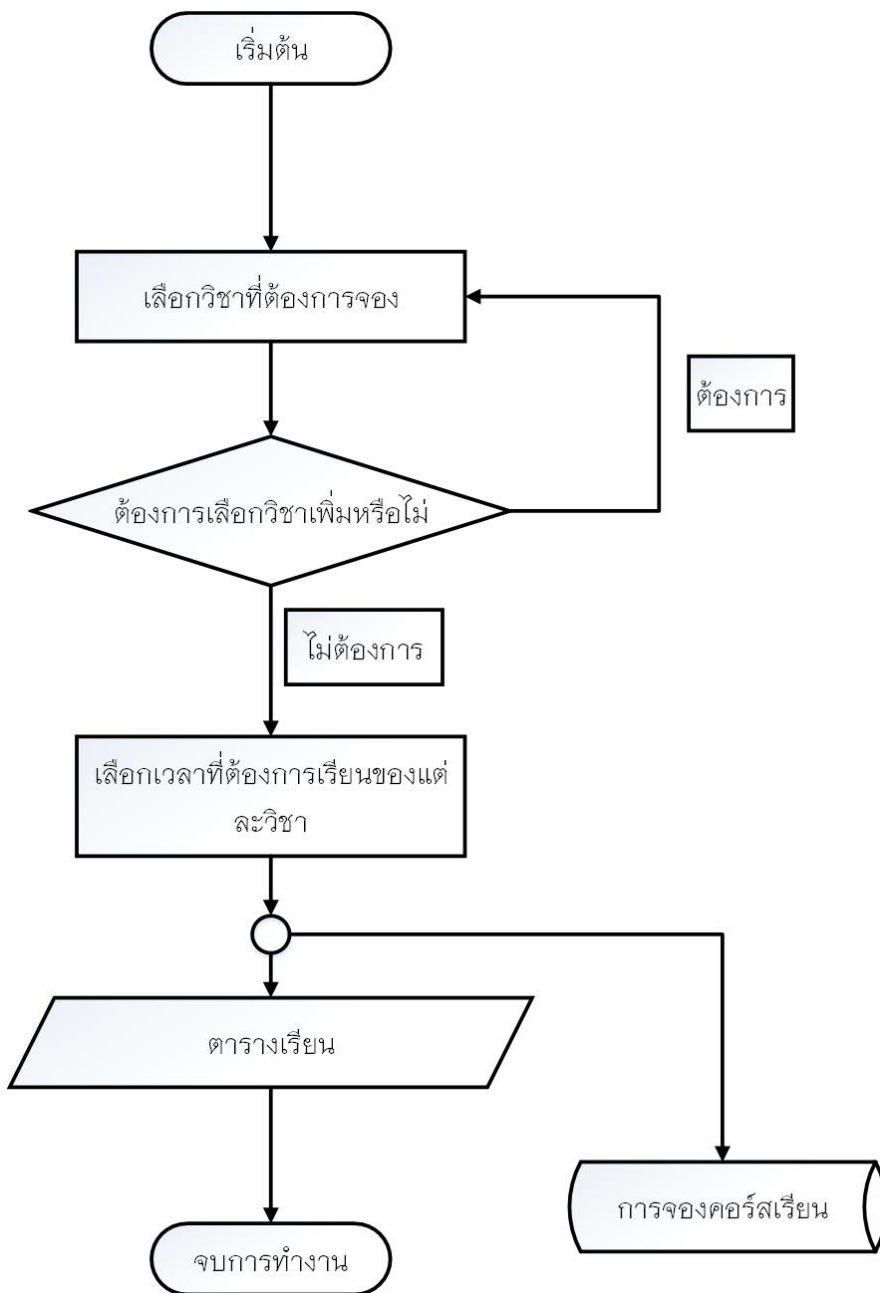 เริ่มต้น
เลือกวิชาที่ต้องการจอง
ต้องการ
ต้องการเลือกวิชาเพิ่มหรือไม่
ไม่ต้องการ
เลือกเวลาที่ต้องการเรียนของแต่
ละวิชา
ตารางเรียน
การจองคอร์สเรียน
จบการทำงาน